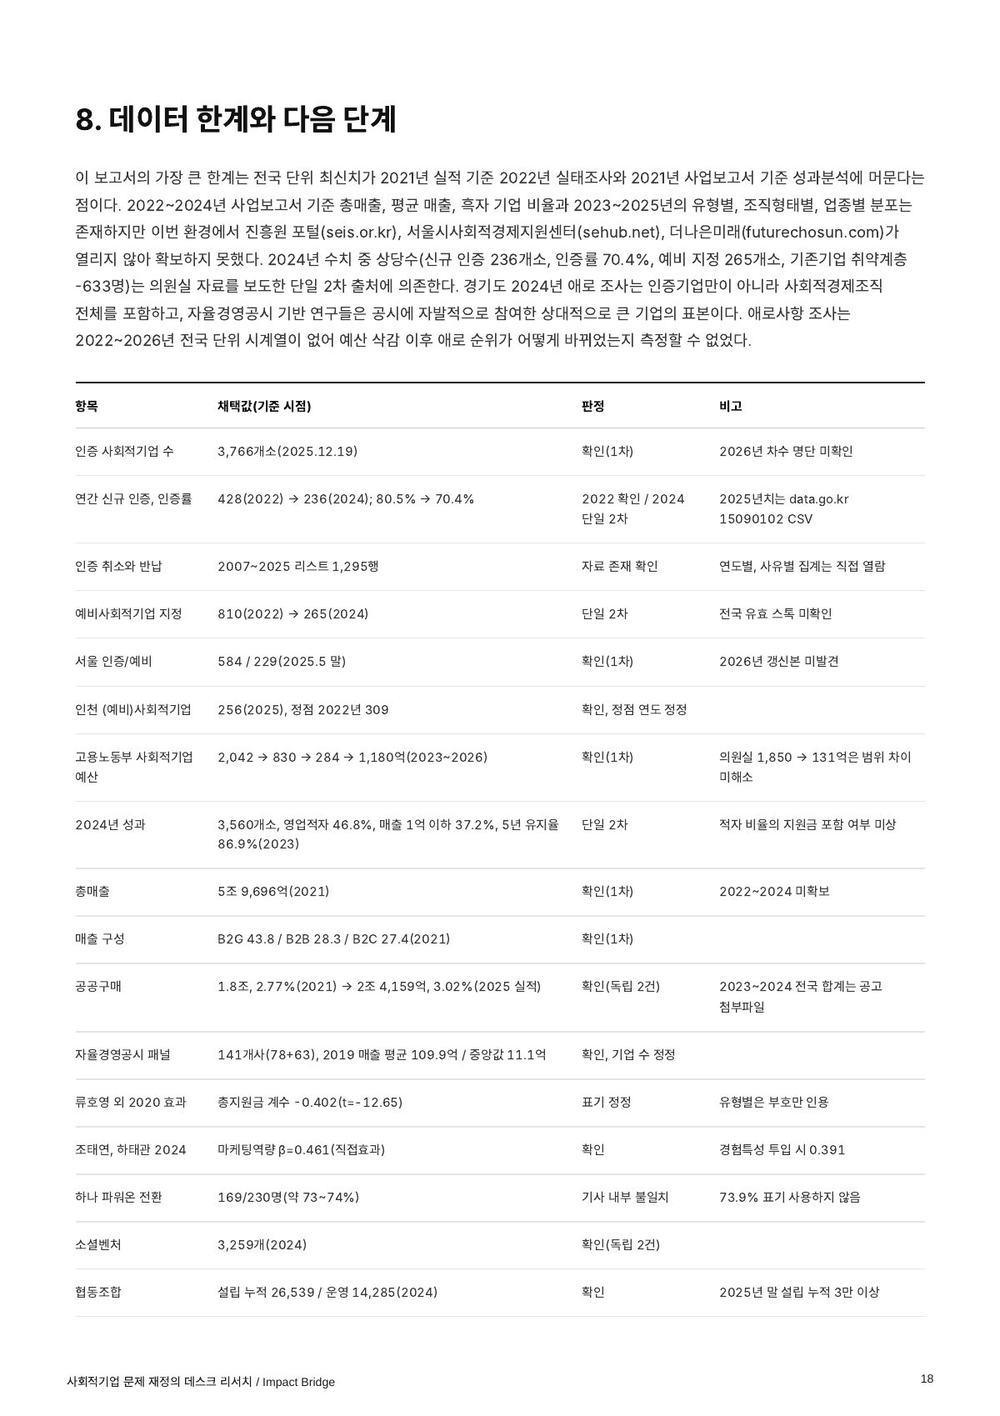 8. 데이터 한계와 다음 단계
이 보고서의 가장 큰 한계는 전국 단위 최신치가 2021년 실적 기준 2022년 실태조사와 2021년 사업보고서 기준 성과분석에 머문다는
점이다. 2022~2024년 사업보고서 기준 총매출, 평균 매출, 흑자 기업 비율과 2023~2025년의 유형별, 조직형태별, 업종별 분포는
존재하지만 이번 환경에서 진흥원 포털(seis.or.kr), 서울시사회적경제지원센터(sehub.net), 더나은미래(futurechosun.com)가
열리지 않아 확보하지 못했다. 2024년 수치 중 상당수(신규 인증 236개소, 인증률 70.4%, 예비 지정 265개소, 기존기업 취약계층
-633명)는 의원실 자료를 보도한 단일 2차 출처에 의존한다. 경기도 2024년 애로 조사는 인증기업만이 아니라 사회적경제조직
전체를 포함하고, 자율경영공시 기반 연구들은 공시에 자발적으로 참여한 상대적으로 큰 기업의 표본이다. 애로사항 조사는
2022~2026년 전국 단위 시계열이 없어 예산 삭감 이후 애로 순위가 어떻게 바뀌었는지 측정할 수 없었다.
항목 채택값(기준 시점) 판정 비고
인증 사회적기업 수 3,766개소(2025.12.19) 확인(1차) 2026년 차수 명단 미확인
연간 신규 인증, 인증률 428(2022) → 236(2024); 80.5% → 70.4% 2022 확인 / 2024 2025년치는 data.go.kr
단일 2차 15090102 CSV
인증 취소와 반납 2007~2025 리스트 1,295행 자료 존재 확인 연도별, 사유별 집계는 직접 열람
예비사회적기업 지정 810(2022) → 265(2024) 단일 2차 전국 유효 스톡 미확인
서울 인증/예비 584 / 229(2025.5 말) 확인(1차) 2026년 갱신본 미발견
인천 (예비)사회적기업 256(2025), 정점 2022년 309 확인, 정점 연도 정정
고용노동부 사회적기업 2,042 → 830 → 284 → 1,180억(2023~2026) 확인(1차) 의원실 1,850 → 131억은 범위 차이
예산 미해소
2024년 성과 3,560개소, 영업적자 46.8%, 매출 1억 이하 37.2%, 5년 유지율 단일 2차 적자 비율의 지원금 포함 여부 미상
86.9%(2023)
총매출 5조 9,696억(2021) 확인(1차) 2022~2024 미확보
매출 구성 B2G 43.8 / B2B 28.3 / B2C 27.4(2021) 확인(1차)
공공구매 1.8조, 2.77%(2021) → 2조 4,159억, 3.02%(2025 실적) 확인(독립 2건) 2023~2024 전국 합계는 공고
첨부파일
자율경영공시 패널 141개사(78+63), 2019 매출 평균 109.9억 / 중앙값 11.1억 확인, 기업 수 정정
류호영 외 2020 효과 총지원금 계수 -0.402(t=-12.65) 표기 정정 유형별은 부호만 인용
조태연, 하태관 2024 마케팅역량 β=0.461(직접효과) 확인 경험특성 투입 시 0.391
하나 파워온 전환 169/230명(약 73~74%) 기사 내부 불일치 73.9% 표기 사용하지 않음
소셜벤처 3,259개(2024) 확인(독립 2건)
협동조합 설립 누적 26,539 / 운영 14,285(2024) 확인 2025년 말 설립 누적 3만 이상
사회적기업 문제 재정의 데스크 리서치 / Impact Bridge 18